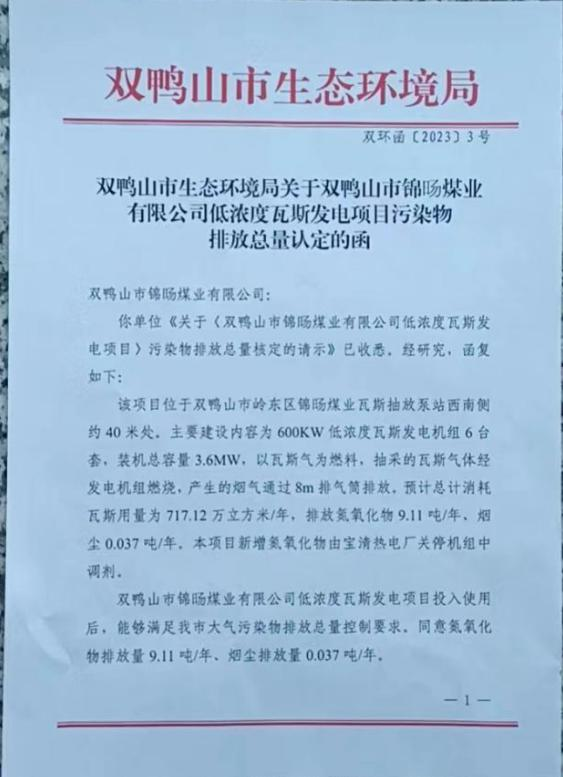 双鸭山市生态环境局
双环函〔2023〕3号
双鸭山市生态环境局关于双鸭山市锦旸煤业
有限公司低浓度瓦斯发电项目污染物
排放总量认定的函
双鸭山市锦旸煤业有限公司：
你单位《关于〈双鸭山市锦旸煤业有限公司低浓度瓦斯发
电项目〉污染物排放总量核定的请示》已收悉。经研究，函复
如下：
该项目位于双鸭山市岭东区锦旸煤业瓦斯抽放泵站西南侧
约40米处。主要建设内容为600KW低浓度瓦斯发电机组6台
套，装机总容量3.6MW，以瓦斯气为燃料，抽采的瓦斯气体经
发电机组燃烧，产生的烟气通过8m排气筒排放。预计总计消耗
瓦斯用量为717.12万立方米/年，排放氮氧化物9.11吨/年、烟
尘0.037吨/年。本项目新增氮氧化物由宝清热电厂关停机组中
调剂。
双鸭山市锦旸煤业有限公司低浓度瓦斯发电项目投入使用
后，能够满足我市大气污染物排放总量控制要求。同意氮氧化
物排放量9.11吨/年、烟尘排放量0.037吨/年。
— 1 —